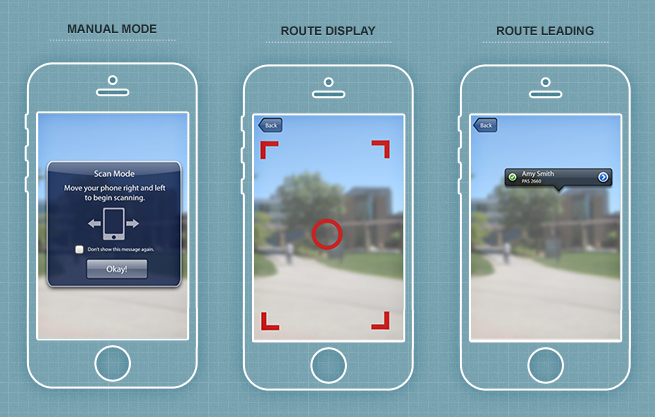 MANUAL MODE
ROUTE DISPLAY
ROUTE LEADING
Scan Mode
Move your phone right and left
to begin scanning.
Don't show this message again.
Okay!
Back
Back
Amy Smith
PAS 2660